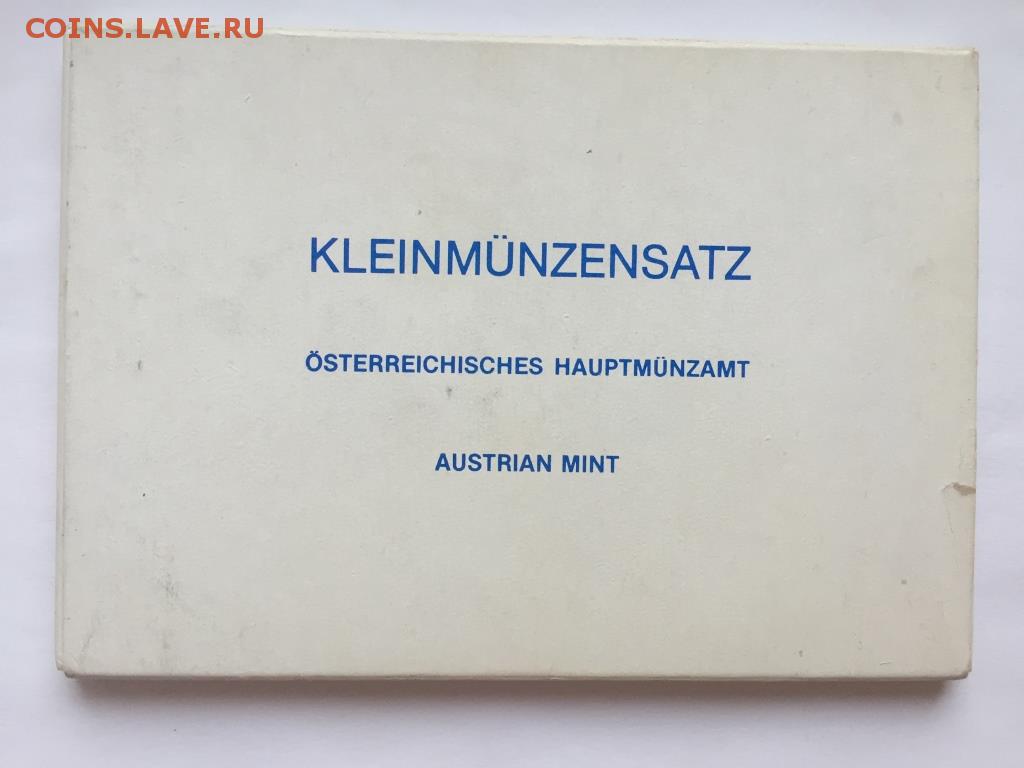 COINS.LAVE.RU
KLEINMÜNZENSATZ
ÖSTERREICHISCHES HAUPTMÜNZAMT
AUSTRIAN MINT